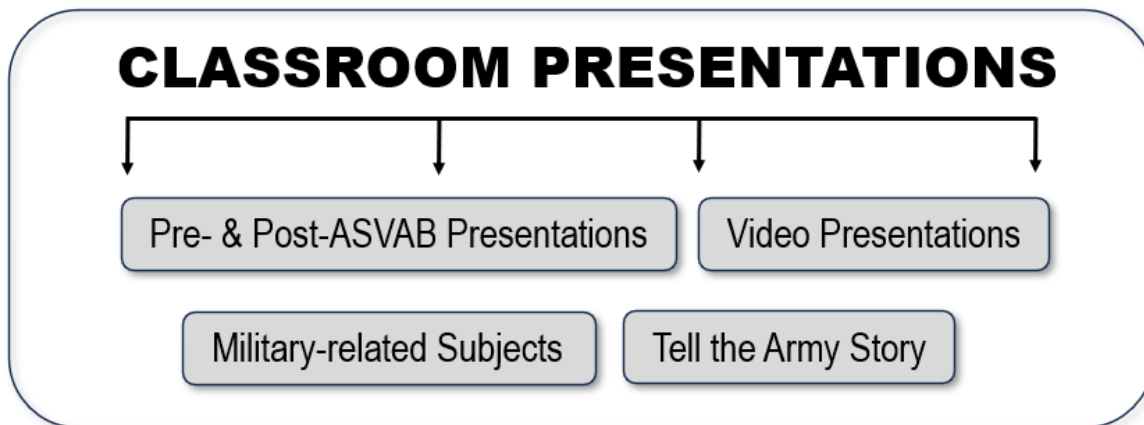 CLASSROOM PRESENTATIONS
Pre- & Post-ASVAB Presentations
Video Presentations
Military-related Subjects
Tell the Army Story